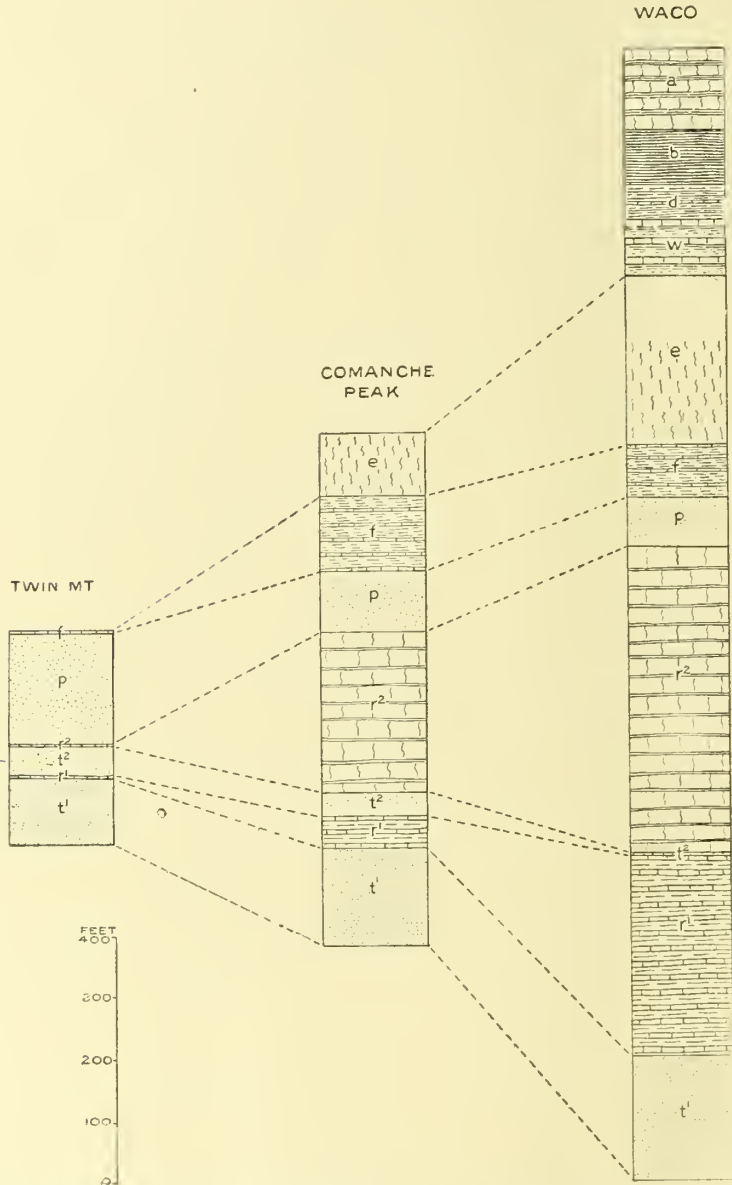 WACO
a
b
d
w
e
f
p
r²
t²
r¹
t¹
COMANCHE
PEAK
e
f
p
r²
t²
r¹
t¹
TWIN MT
f
p
r²
t²
r¹
t¹
FEET
400
300
200
100
0